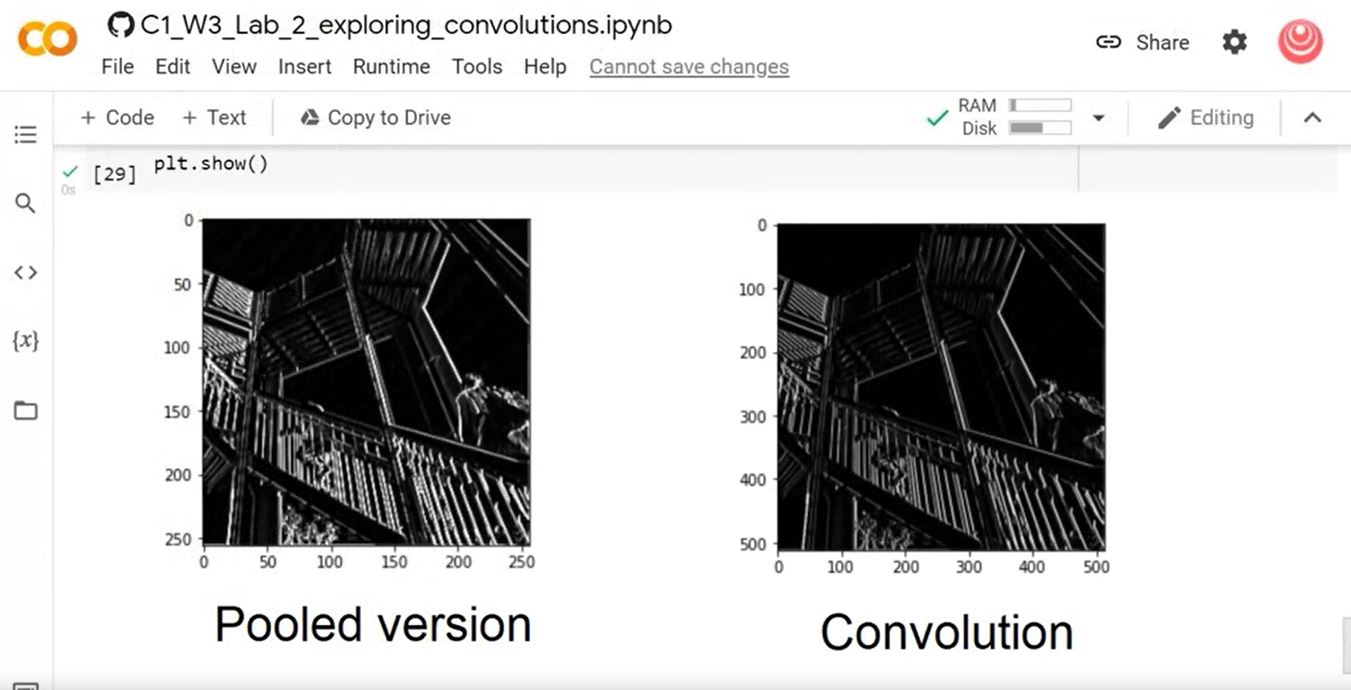 C1_W3_Lab_2_exploring_convolutions.ipynb
File Edit View Insert Runtime Tools Help Cannot save changes
Share
+ Code + Text Copy to Drive
RAM
Disk
Editing
[29] plt.show()
0s
{x}
0
50
100
150
200
250
0 50 100 150 200 250
Pooled version
0
100
200
300
400
500
0 100 200 300 400 500
Convolution